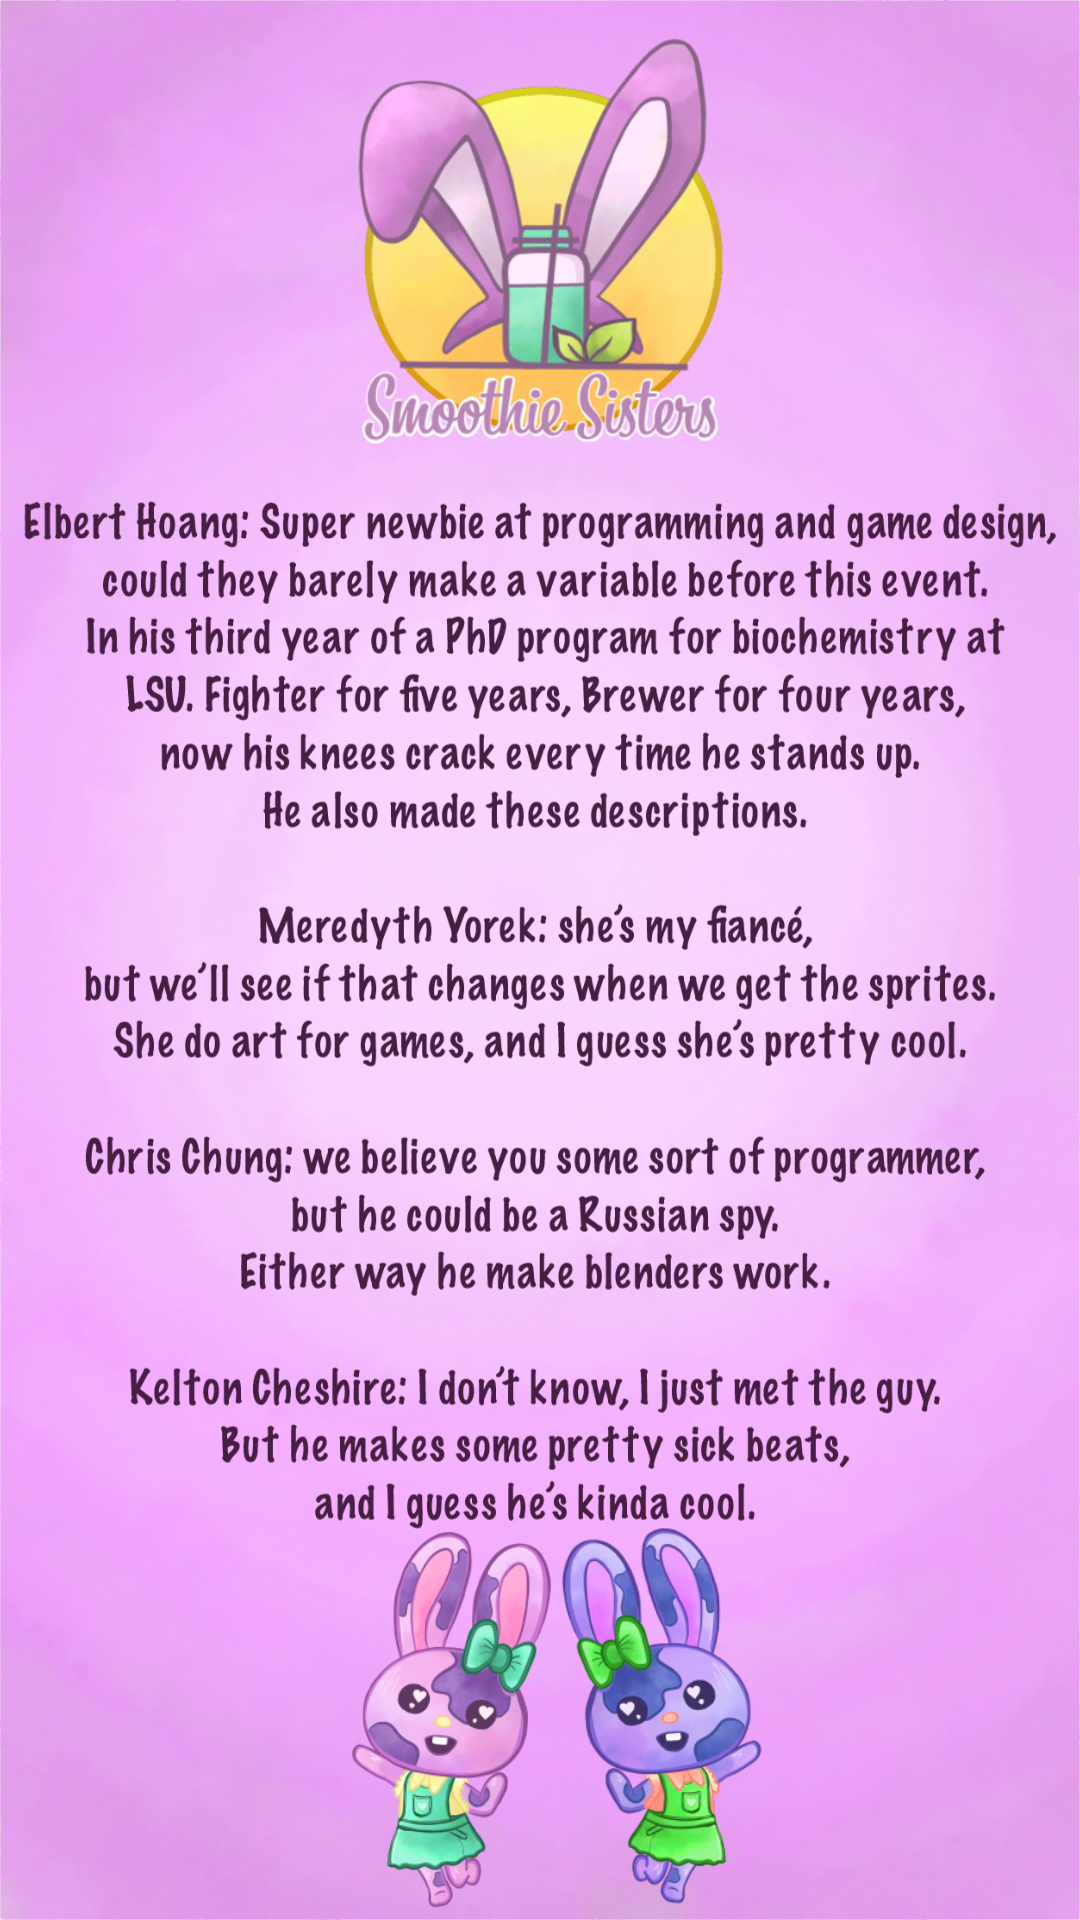 Smoothie Sisters
Elbert Hoang: Super newbie at programming and game design,
could they barely make a variable before this event.
In his third year of a PhD program for biochemistry at
LSU. Fighter for five years, Brewer for four years,
now his knees crack every time he stands up.
He also made these descriptions.
Meredyth Yorek: she's my fiancé,
but we'll see if that changes when we get the sprites.
She do art for games, and I guess she's pretty cool.
Chris Chung: we believe you some sort of programmer,
but he could be a Russian spy.
Either way he make blenders work.
Kelton Cheshire: I don't know, I just met the guy.
But he makes some pretty sick beats,
and I guess he's kinda cool.